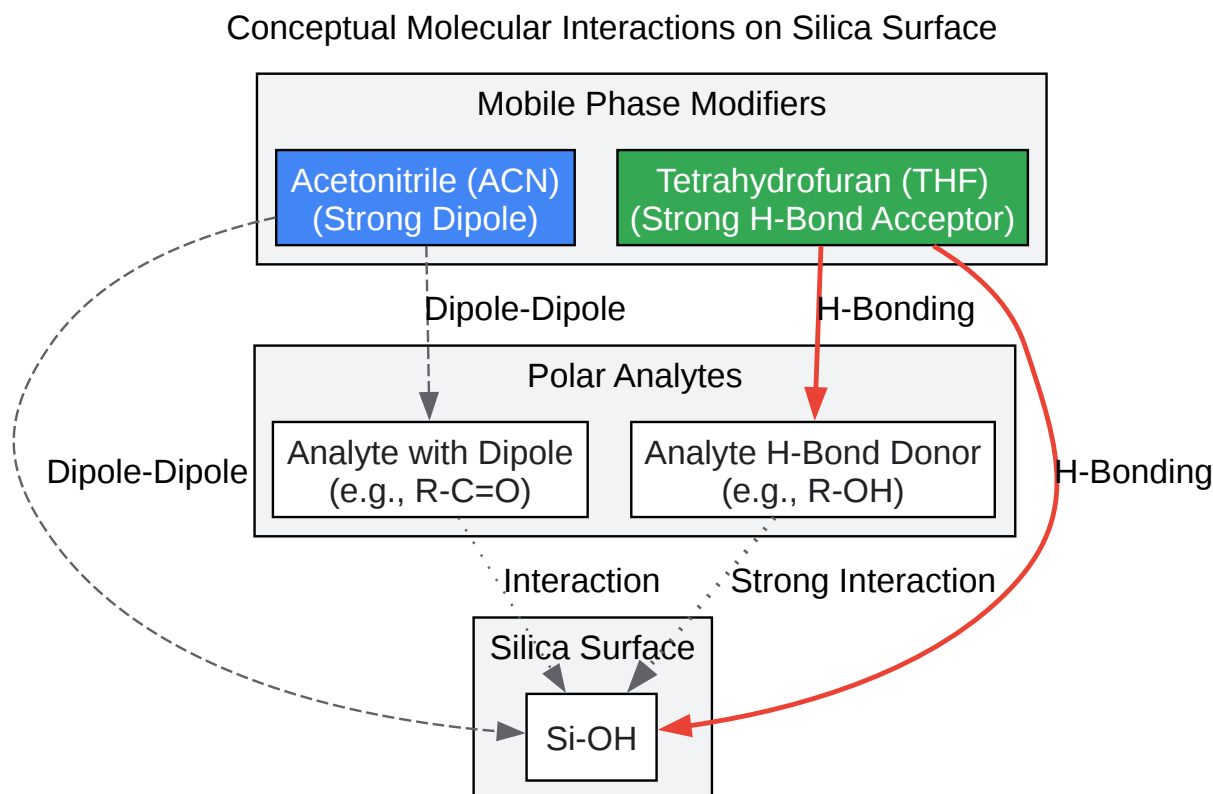 Conceptual Molecular Interactions on Silica Surface
Mobile Phase Modifiers
Acetonitrile (ACN)
(Strong Dipole)
Tetrahydrofuran (THF)
(Strong H-Bond Acceptor)
Dipole-Dipole
H-Bonding
Polar Analytes
Analyte with Dipole
(e.g., R-C=O)
Analyte H-Bond Donor
(e.g., R-OH)
Dipole-Dipole
H-Bonding
Interaction
Strong Interaction
Silica Surface
Si-OH